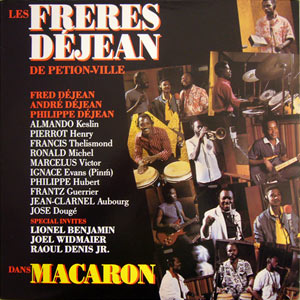 LES FRERES
DÉJEAN
DE PETION-VILLE
FRED DÉJEAN
ANDRÉ DÉJEAN
PHILIPPE DÉJEAN
ALMANDO Keslin
PIERROT Henry
FRANCIS Thelismond
RONALD Michel
MARCELUS Victor
IGNACE Evans (Pinm)
PHILIPPE Hubert
FRANTZ Guerrier
JEAN-CLARNEL Aubourg
JOSE Dougé
SPECIAL INVITES
LIONEL BENJAMIN
JOEL WIDMAIER
RAOUL DENIS JR.
DANS MACARON